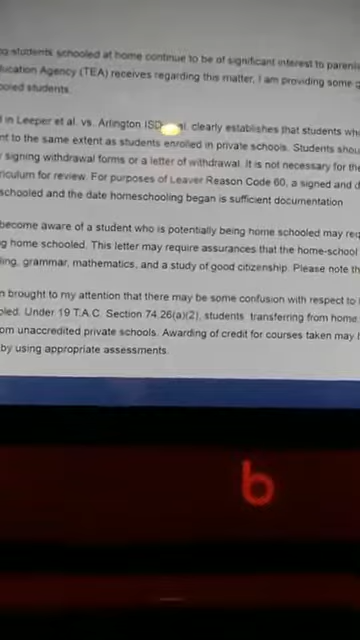 ng students schooled at home continue to be of significant interest to parents
ducation Agency (TEA) receives regarding this matter, I am providing some g
ooled students.
d in Leeper et al. vs. Arlington ISD al. clearly establishes that students who
nt to the same extent as students enrolled in private schools. Students shou
y signing withdrawal forms or a letter of withdrawal. It is not necessary for the
riculum for review. For purposes of Leaver Reason Code 60, a signed and d
schooled and the date homeschooling began is sufficient documentation
become aware of a student who is potentially being home schooled may req
g home schooled. This letter may require assurances that the home-school
ling, grammar, mathematics, and a study of good citizenship. Please note th
n brought to my attention that there may be some confusion with respect to
oled. Under 19 T.A.C. Section 74.26(a)(2), students transferring from home
om unaccredited private schools. Awarding of credit for courses taken may b
by using appropriate assessments.
b